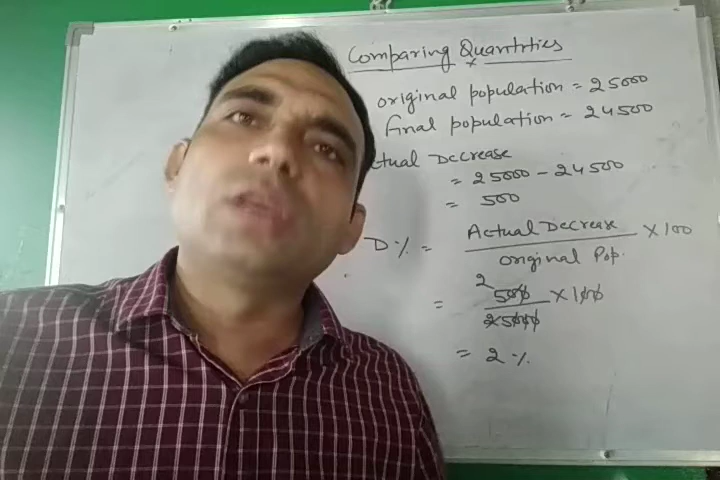 Comparing Quantities
original population = 25000
final population = 24500
ctual Decrease
= 25000 - 24500
= 500
D% = Actual Decrease / original Pop. × 100
= 2 500 / 25000 × 100
= 2%